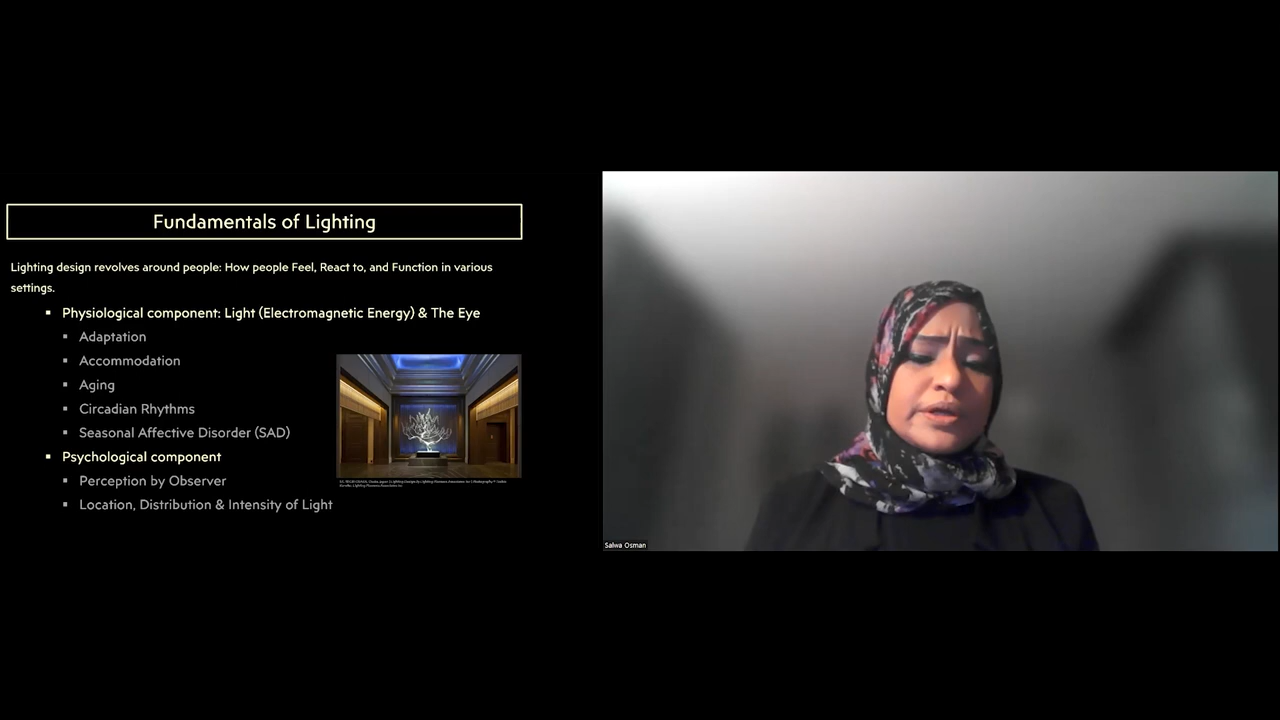 Fundamentals of Lighting
Lighting design revolves around people: How people Feel, React to, and Function in various
settings.
▪ Physiological component: Light (Electromagnetic Energy) & The Eye
▪ Adaptation
▪ Accommodation
▪ Aging
▪ Circadian Rhythms
▪ Seasonal Affective Disorder (SAD)
▪ Psychological component
▪ Perception by Observer
▪ Location, Distribution & Intensity of Light
Salwa Osman